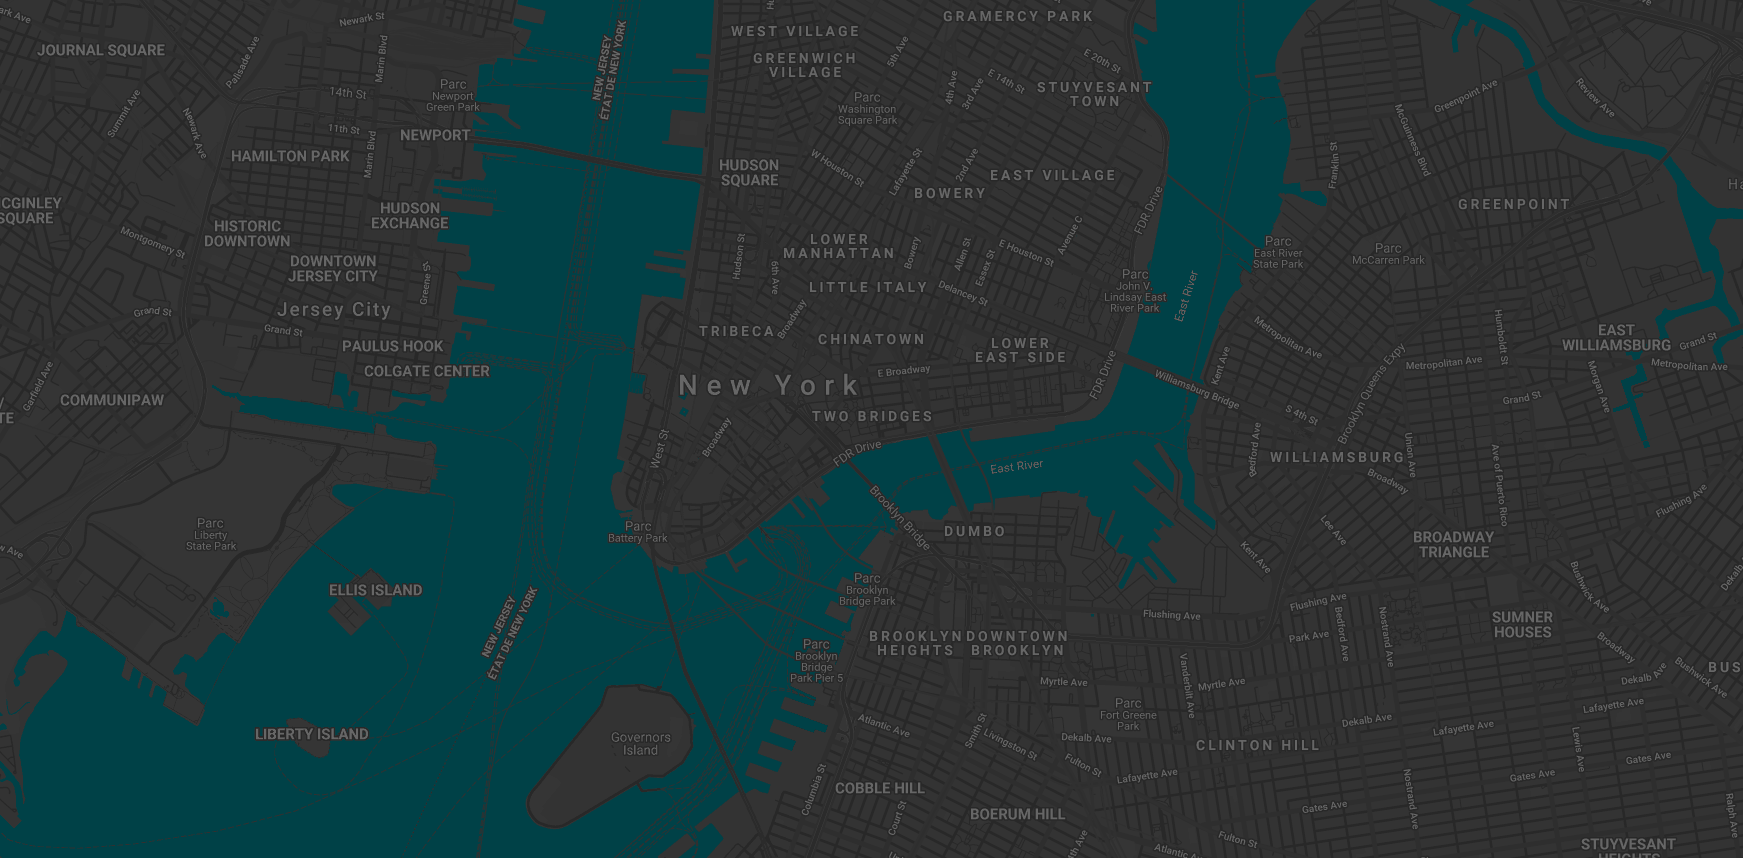 ark Ave
Newark St
JOURNAL SQUARE
Palisade Ave
Marin Blvd
14th St
Parc
Newport
Green Park
Summit Ave
Newark Ave
11th St
Marin Blvd
NEWPORT
HAMILTON PARK
CGINLEY
SQUARE
HUDSON
EXCHANGE
HISTORIC
DOWNTOWN
Montgomery St
DOWNTOWN
JERSEY CITY
Greene St
Jersey City
Grand St
Grand St
PAULUS HOOK
COLGATE CENTER
Garfield Ave
COMMUNIPAW
TE
Parc
Liberty
State Park
w Ave
ELLIS ISLAND
LIBERTY ISLAND
NEW JERSEY
ÉTAT DE NEW YORK
NEW JERSEY
ÉTAT DE NEW YORK
GRAMERCY PARK
WEST VILLAGE
GREENWICH
VILLAGE
5th Ave
E 20th St
4th Ave
3rd Ave
E 14th St
STUYVESANT
TOWN
Parc
Washington
Square Park
HUDSON
SQUARE
W Houston St
Lafayette St
2nd Ave
EAST VILLAGE
BOWERY
FDR Drive
LOWER
MANHATTAN
Hudson St
6th Ave
Bowery
Allen St
Essex St
E Houston St
Avenue C
LITTLE ITALY
Delancey St
Parc
John V.
Lindsay East
River Park
East River
TRIBECA
Broadway
CHINATOWN
LOWER
EAST SIDE
New York
E Broadway
FDR Drive
TWO BRIDGES
West St
Broadway
FDR Drive
East River
Parc
Battery Park
Brooklyn Bridge
DUMBO
Parc
Brooklyn
Bridge Park
BROOKLYN
HEIGHTS
DOWNTOWN
BROOKLYN
Parc
Brooklyn
Bridge
Park Pier 5
Governors
Island
Columbia St
COBBLE HILL
Court St
BOERUM HILL
Atlantic Ave
Smith St
Livingston St
Myrtle Ave
Parc
Fort Greene
Park
Dekalb Ave
Fulton St
Lafayette Ave
4th Ave
Atlantic Ave
Fulton St
Flushing Ave
Vanderbilt Ave
Myrtle Ave
CLINTON HILL
Greenpoint Ave
Review Ave
McGuinness Blvd
Franklin St
GREENPOINT
Ha
Parc
East River
State Park
Parc
McCarren Park
Metropolitan Ave
Kent Ave
Williamsburg Bridge
S 4th St
Brooklyn Queens Expy
Metropolitan Ave
Humboldt St
EAST
WILLIAMSBURG
Grand St
Metropolitan Ave
Morgan Ave
Grand St
Bedford Ave
WILLIAMSBURG
Union Ave
Broadway
Ave of Puerto Rico
Flushing Ave
Lee Ave
BROADWAY
TRIANGLE
Kent Ave
Bushwick Ave
Dekalb
Flushing Ave
Bedford Ave
Nostrand Ave
Park Ave
SUMNER
HOUSES
Broadway
BUS
Bushwick Ave
Dekalb Ave
Lafayette Ave
Dekalb Ave
Lafayette Ave
Lewis Ave
Gates Ave
Gates Ave
Nostrand Ave
Gates Ave
Ralph Ave
STUYVESANT
HEIGHTS